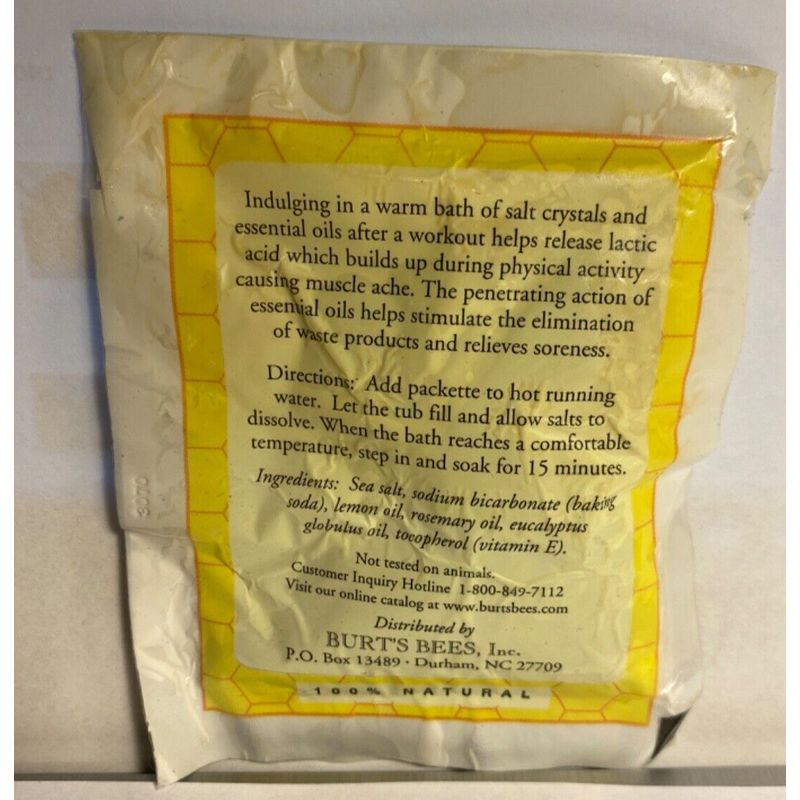 Indulging in a warm bath of salt crystals and
essential oils after a workout helps release lactic
acid which builds up during physical activity
causing muscle ache. The penetrating action of
essential oils helps stimulate the elimination
of waste products and relieves soreness.
Directions: Add packette to hot running
water. Let the tub fill and allow salts to
dissolve. When the bath reaches a comfortable
temperature, step in and soak for 15 minutes.
Ingredients: Sea salt, sodium bicarbonate (baking
soda), lemon oil, rosemary oil, eucalyptus
globulus oil, tocopherol (vitamin E).
Not tested on animals.
Customer Inquiry Hotline 1-800-849-7112
Visit our online catalog at www.burtsbees.com
Distributed by
BURT'S BEES, Inc.
P.O. Box 13489 · Durham, NC 27709
100% NATURAL
3070